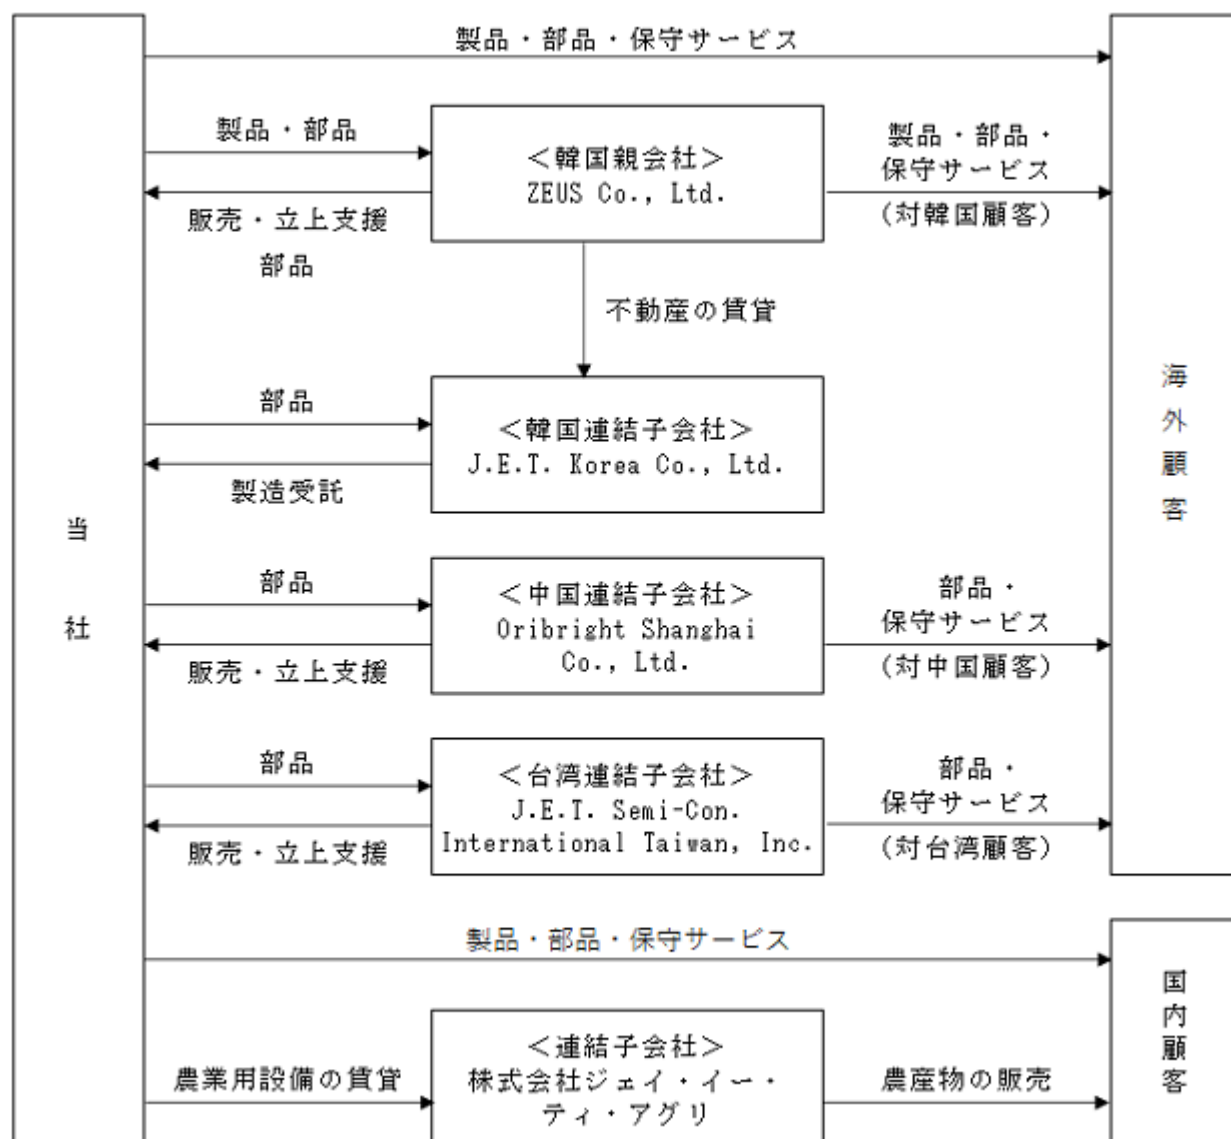 製品・部品・保守サービス
製品・部品
＜韓国親会社＞
ZEUS Co., Ltd.
製品・部品・
保守サービス
(対韓国顧客)
販売・立上支援
部品
不動産の賃貸
部品
＜韓国連結子会社＞
J.E.T. Korea Co., Ltd.
製造受託
海外顧客
当社
部品
＜中国連結子会社＞
Oribright Shanghai
Co., Ltd.
部品・
保守サービス
(対中国顧客)
販売・立上支援
部品
＜台湾連結子会社＞
J.E.T. Semi-Con.
International Taiwan, Inc.
部品・
保守サービス
(対台湾顧客)
販売・立上支援
製品・部品・保守サービス
国内顧客
農業用設備の賃貸
＜連結子会社＞
株式会社ジェイ・イー・
ティ・アグリ
農産物の販売